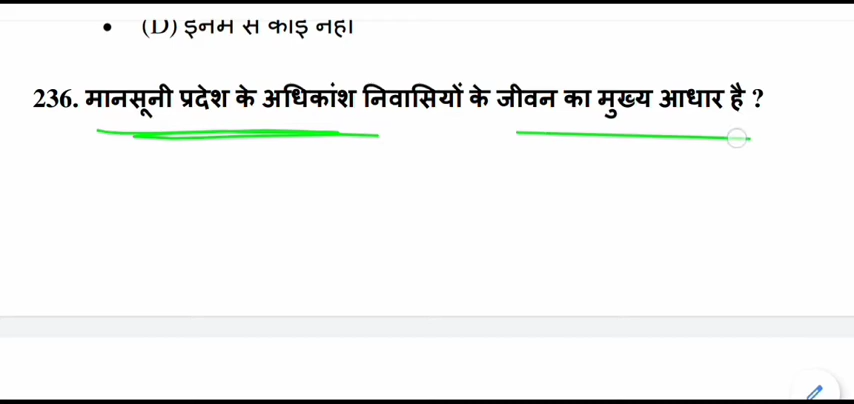 • (D) इनमें से कोई नहीं
236. मानसूनी प्रदेश के अधिकांश निवासियों के जीवन का मुख्य आधार है ?